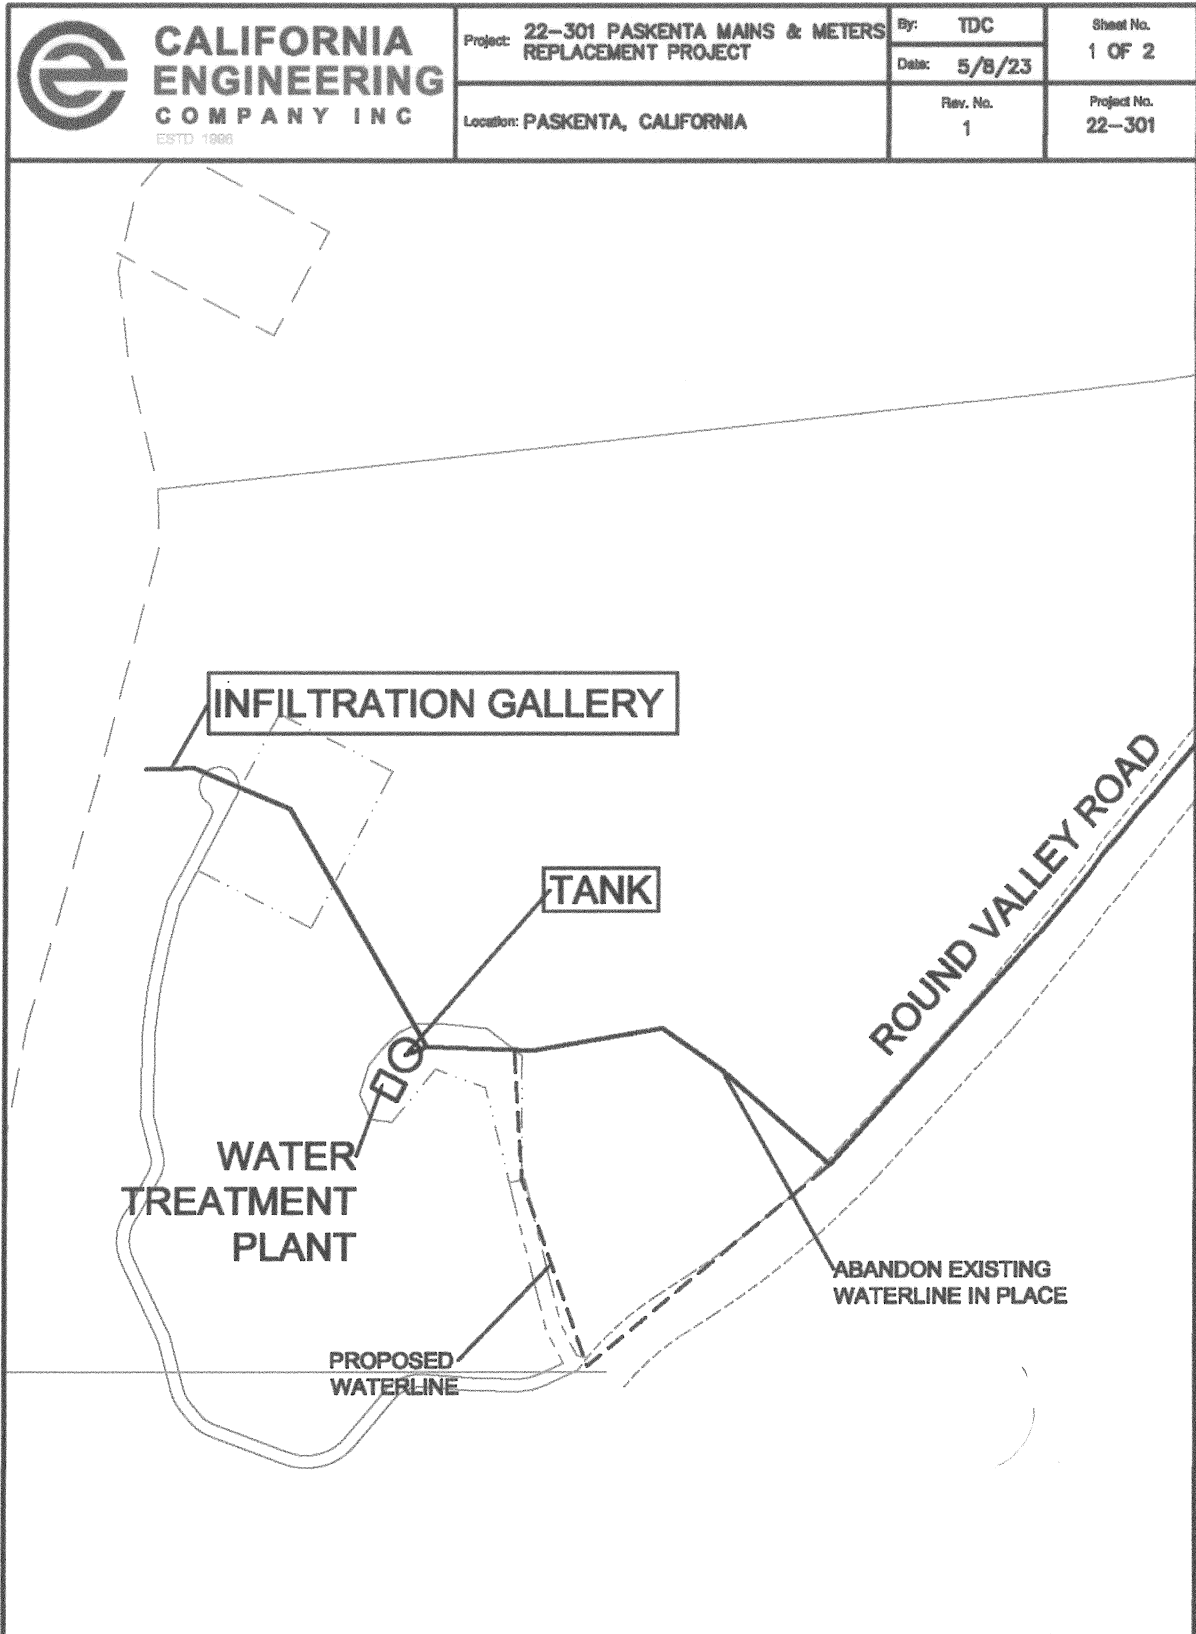 CALIFORNIA
ENGINEERING
COMPANY INC
ESTD 1996
Project: 22-301 PASKENTA MAINS & METERS
REPLACEMENT PROJECT
Location: PASKENTA, CALIFORNIA
By: TDC
Date: 5/8/23
Rev. No.
1
Sheet No.
1 OF 2
Project No.
22-301
INFILTRATION GALLERY
TANK
ROUND VALLEY ROAD
WATER
TREATMENT
PLANT
ABANDON EXISTING
WATERLINE IN PLACE
PROPOSED
WATERLINE